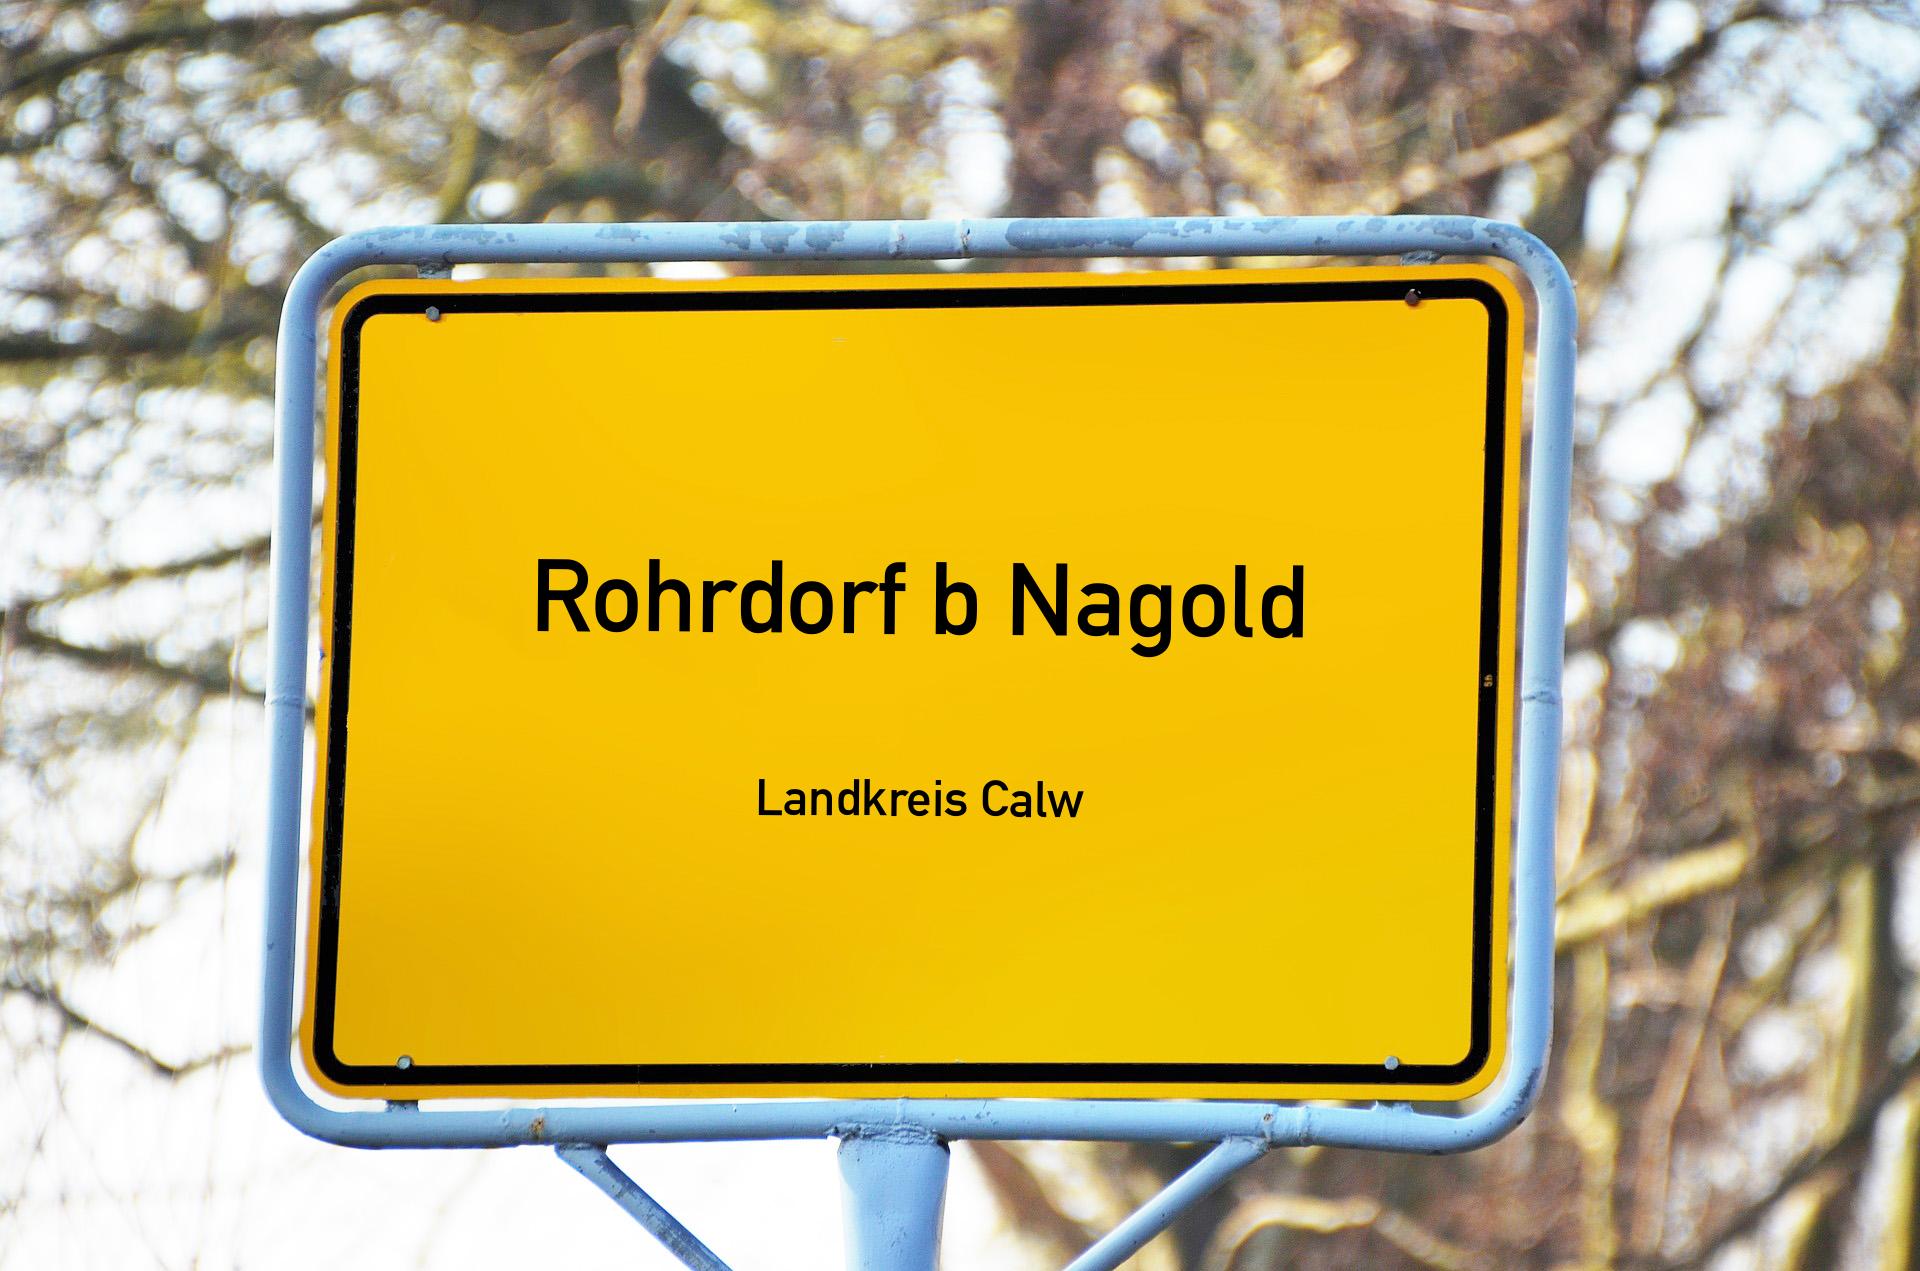 Rohrdorf b Nagold
Landkreis Calw